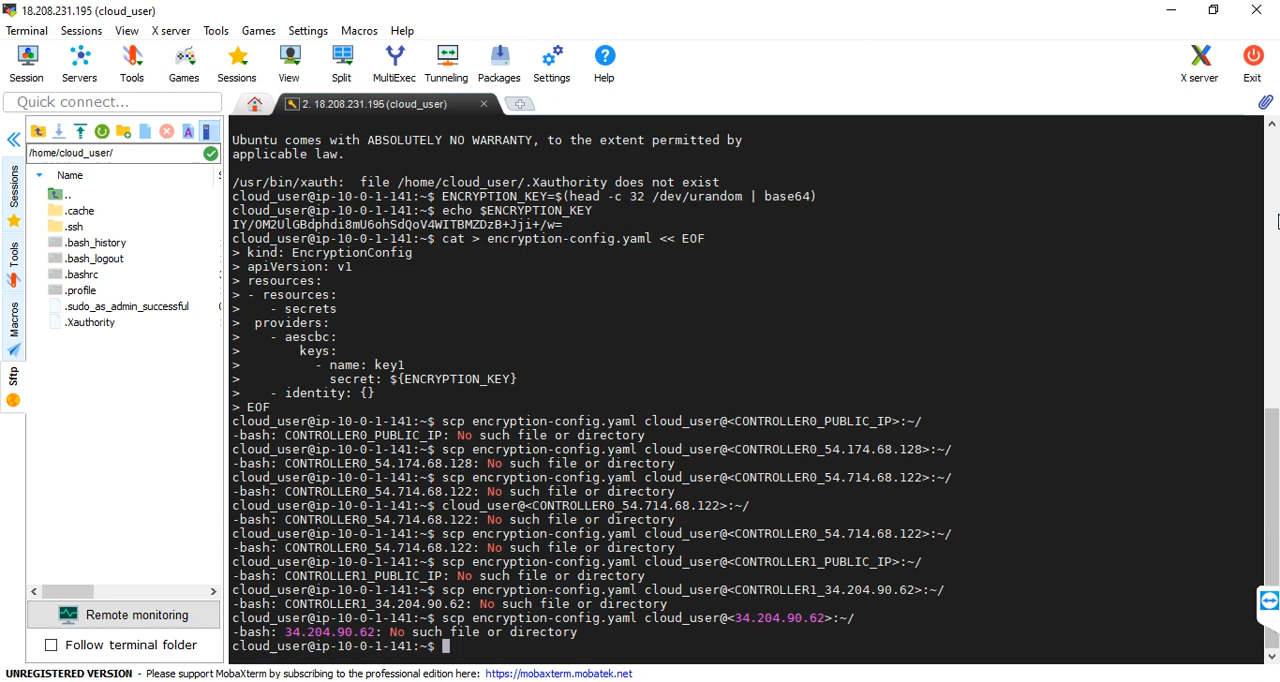 18.208.231.195 (cloud_user)
Terminal Sessions View X server Tools Games Settings Macros Help
Session Servers Tools Games Sessions View Split MultiExec Tunneling Packages Settings Help X server Exit
Quick connect...
2. 18.208.231.195 (cloud_user)
/home/cloud_user/
Name
..
.cache
.ssh
.bash_history
.bash_logout
.bashrc
.profile
.sudo_as_admin_successful
.Xauthority
Sessions
Tools
Macros
Sftp
Remote monitoring
Follow terminal folder
Ubuntu comes with ABSOLUTELY NO WARRANTY, to the extent permitted by
applicable law.
/usr/bin/xauth:  file /home/cloud_user/.Xauthority does not exist
cloud_user@ip-10-0-1-141:~$ ENCRYPTION_KEY=$(head -c 32 /dev/urandom | base64)
cloud_user@ip-10-0-1-141:~$ echo $ENCRYPTION_KEY
IY/OM2UlGBdphdi8mU6ohSdQoV4WITBMZDzB+Jji+/w=
cloud_user@ip-10-0-1-141:~$ cat > encryption-config.yaml << EOF
> kind: EncryptionConfig
> apiVersion: v1
> resources:
> - resources:
>     - secrets
>   providers:
>     - aescbc:
>         keys:
>           - name: key1
>             secret: ${ENCRYPTION_KEY}
>     - identity: {}
> EOF
cloud_user@ip-10-0-1-141:~$ scp encryption-config.yaml cloud_user@<CONTROLLER0_PUBLIC_IP>:~/
-bash: CONTROLLER0_PUBLIC_IP: No such file or directory
cloud_user@ip-10-0-1-141:~$ scp encryption-config.yaml cloud_user@<CONTROLLER0_54.174.68.128>:~/
-bash: CONTROLLER0_54.174.68.128: No such file or directory
cloud_user@ip-10-0-1-141:~$ scp encryption-config.yaml cloud_user@<CONTROLLER0_54.714.68.122>:~/
-bash: CONTROLLER0_54.714.68.122: No such file or directory
cloud_user@ip-10-0-1-141:~$ cloud_user@<CONTROLLER0_54.714.68.122>:~/
-bash: CONTROLLER0_54.714.68.122: No such file or directory
cloud_user@ip-10-0-1-141:~$ scp encryption-config.yaml cloud_user@<CONTROLLER0_54.714.68.122>:~/
-bash: CONTROLLER0_54.714.68.122: No such file or directory
cloud_user@ip-10-0-1-141:~$ scp encryption-config.yaml cloud_user@<CONTROLLER1_PUBLIC_IP>:~/
-bash: CONTROLLER1_PUBLIC_IP: No such file or directory
cloud_user@ip-10-0-1-141:~$ scp encryption-config.yaml cloud_user@<CONTROLLER1_34.204.90.62>:~/
-bash: CONTROLLER1_34.204.90.62: No such file or directory
cloud_user@ip-10-0-1-141:~$ scp encryption-config.yaml cloud_user@<34.204.90.62>:~/
-bash: 34.204.90.62: No such file or directory
cloud_user@ip-10-0-1-141:~$
UNREGISTERED VERSION - Please support MobaXterm by subscribing to the professional edition here: https://mobaxterm.mobatek.net